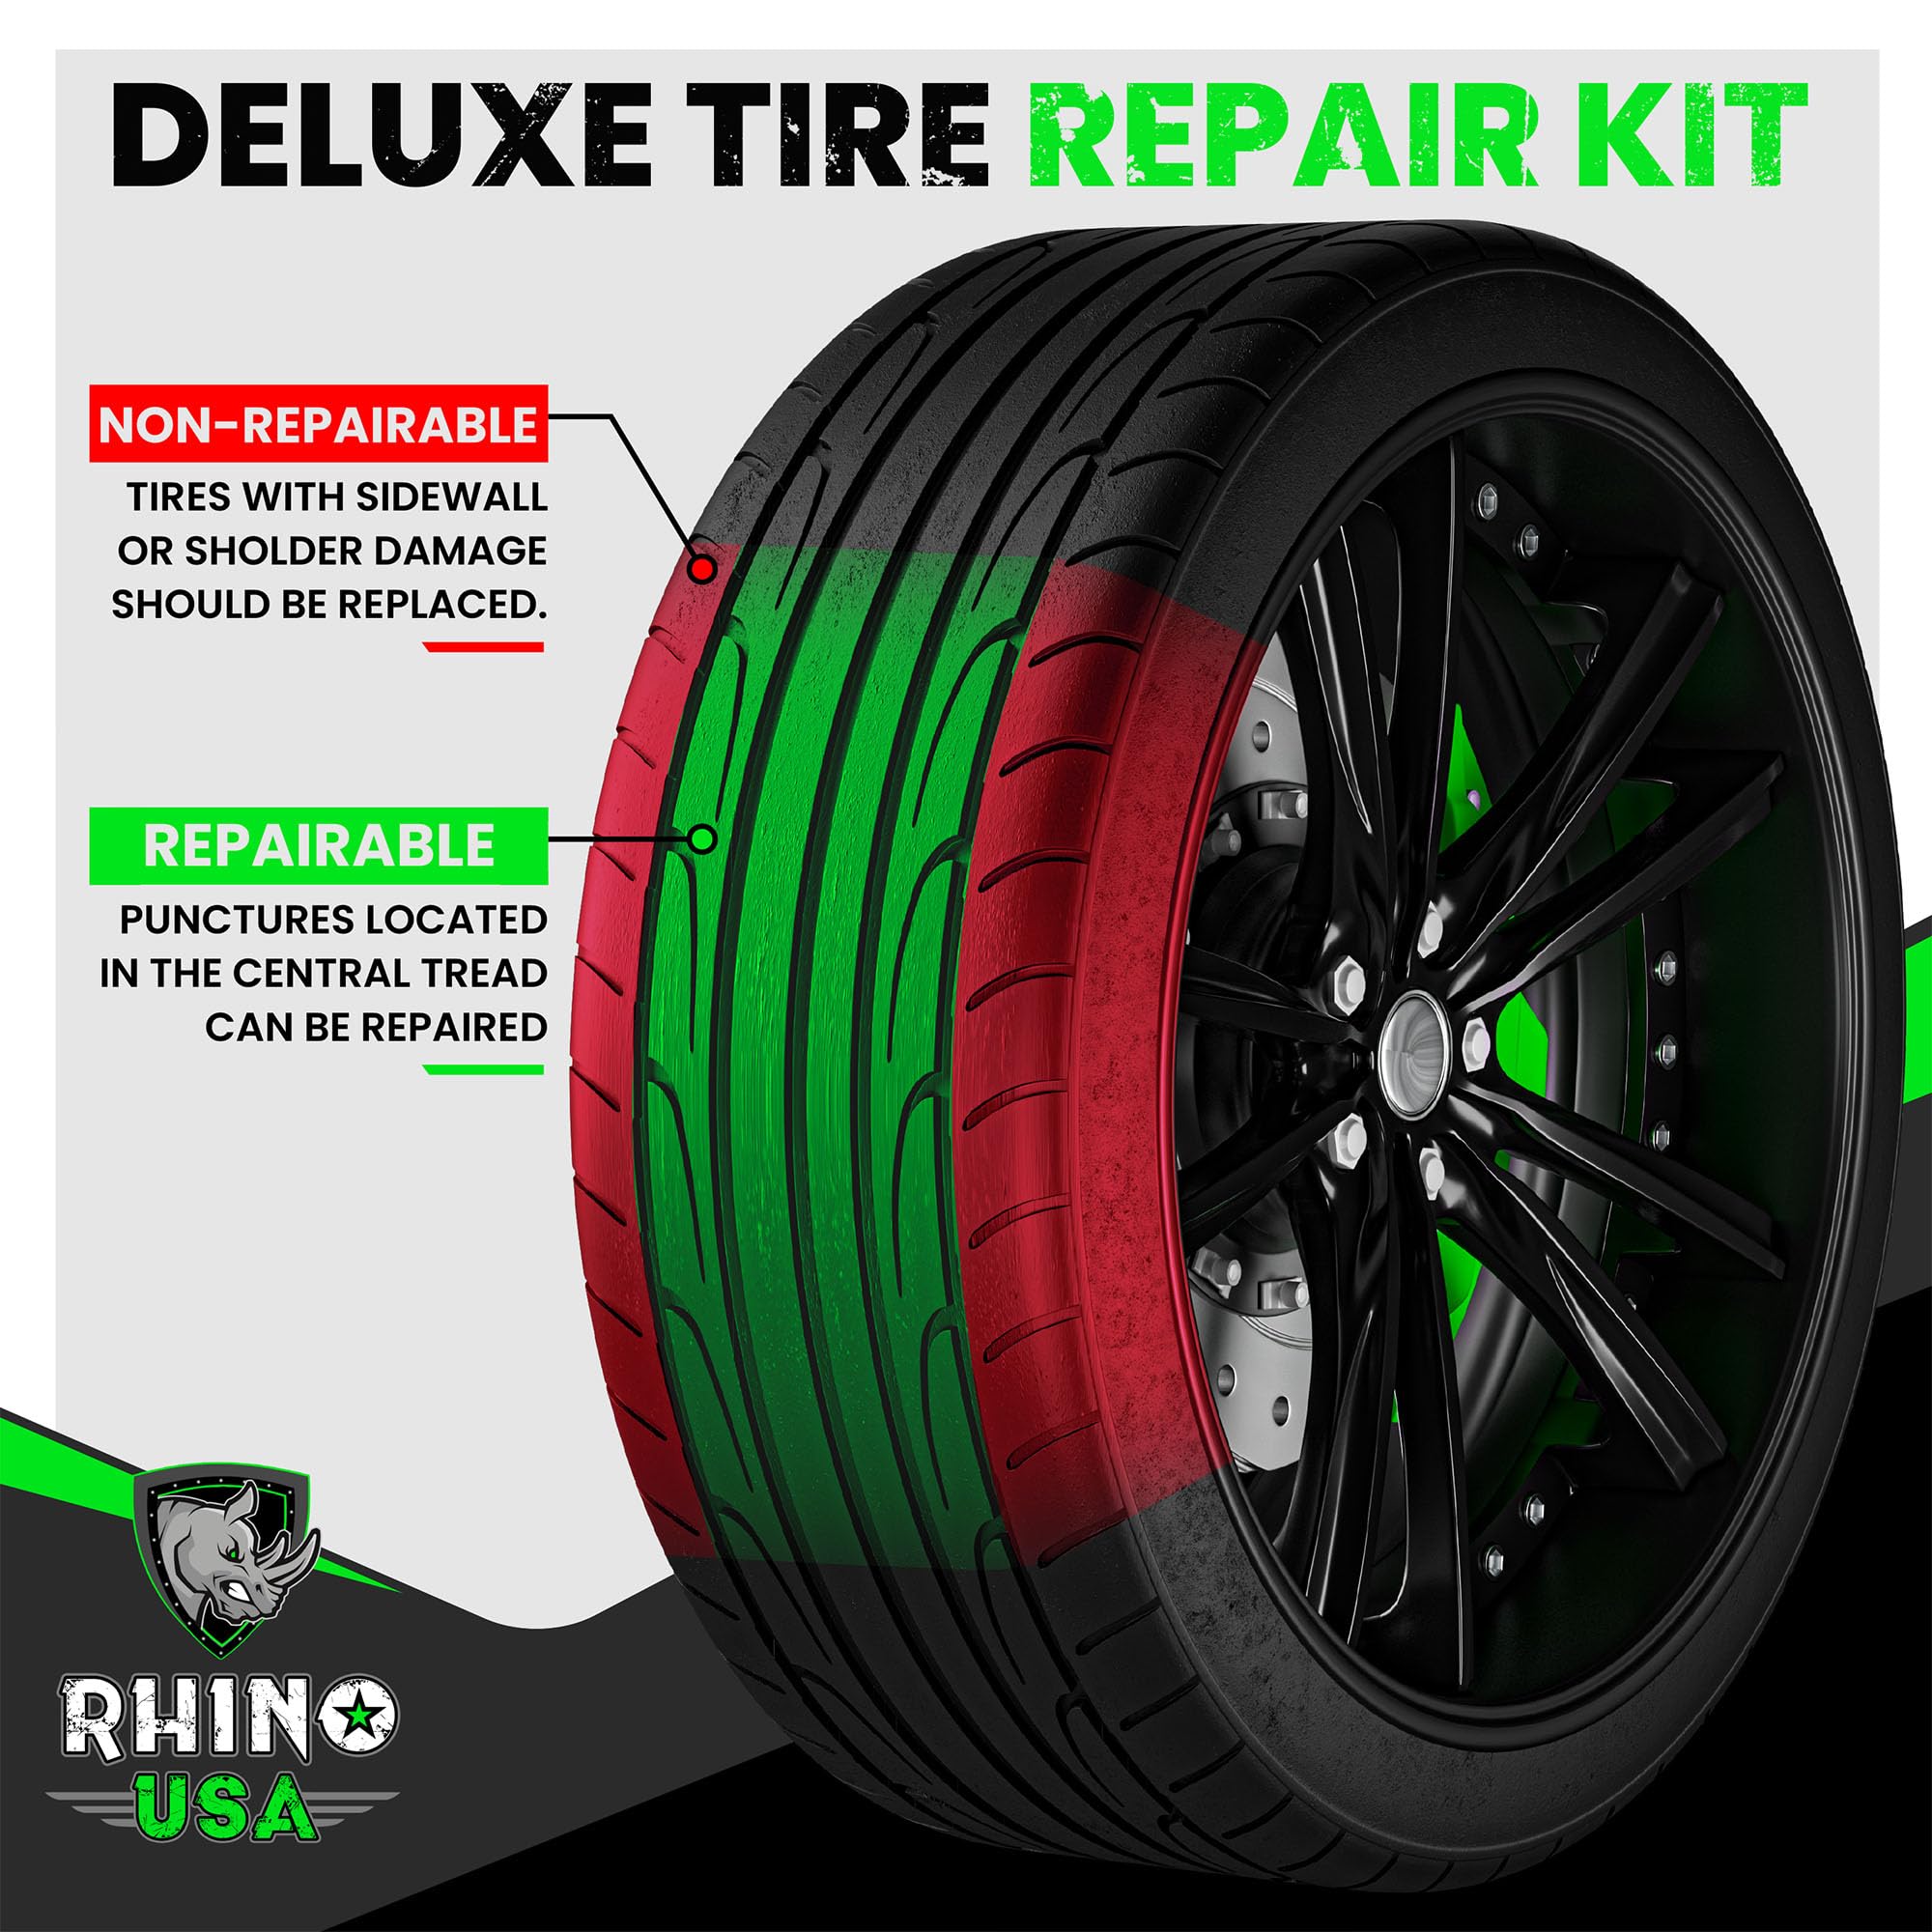 DELUXE TIRE REPAIR KIT
NON-REPAIRABLE
TIRES WITH SIDEWALL
OR SHOLDER DAMAGE
SHOULD BE REPLACED.
REPAIRABLE
PUNCTURES LOCATED
IN THE CENTRAL TREAD
CAN BE REPAIRED
RHINO
USA